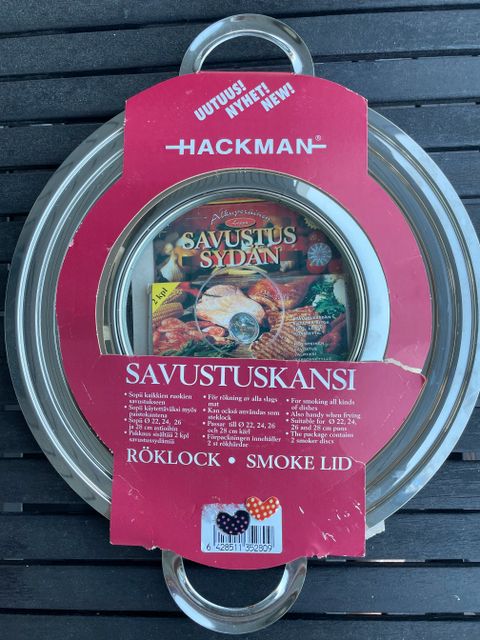 UUTUUS!
NYHET!
NEW!
HACKMAN®
Alkuperäinen
SAVUSTUS
SYDÄN
2 kpl
SAVUSTUSKANSI
• Sopii kaikkien ruokien
savustukseen
• Sopii käytettäväksi myös
paistokantena
• Sopii Ø 22, 24, 26
ja 28 cm astioihin
• Pakkaus sisältää 2 kpl
savustussydämiä
• För rökning av alla slags
mat
• Kan också användas som
steklock
• Passar till Ø 22, 24, 26
och 28 cm kärl
• Förpackningen innehåller
2 st rökhjärtor
• For smoking all kinds
of dishes
• Also handy when frying
• Suitable for Ø 22, 24,
26 and 28 cm pans
• The package contains
2 smoker discs
RÖKLOCK • SMOKE LID
6 428511 352809